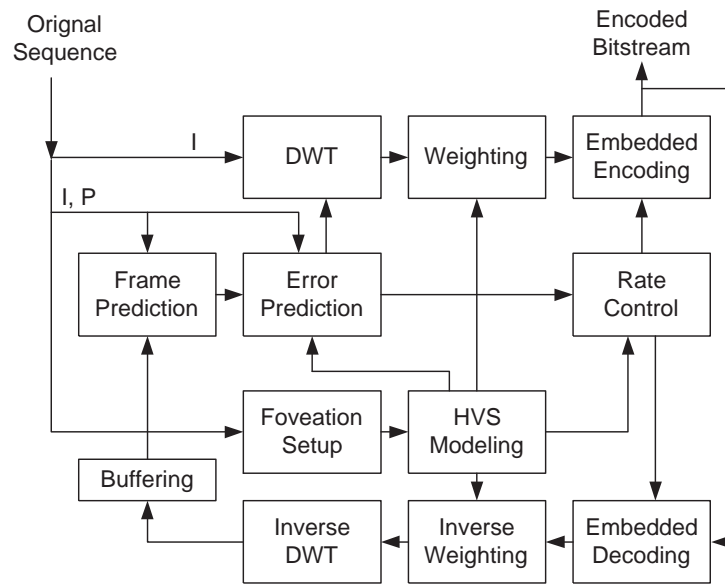 Orignal
Sequence
Encoded
Bitstream
I
DWT
Weighting
Embedded
Encoding
I, P
Frame
Prediction
Error
Prediction
Rate
Control
Foveation
Setup
HVS
Modeling
Buffering
Inverse
DWT
Inverse
Weighting
Embedded
Decoding